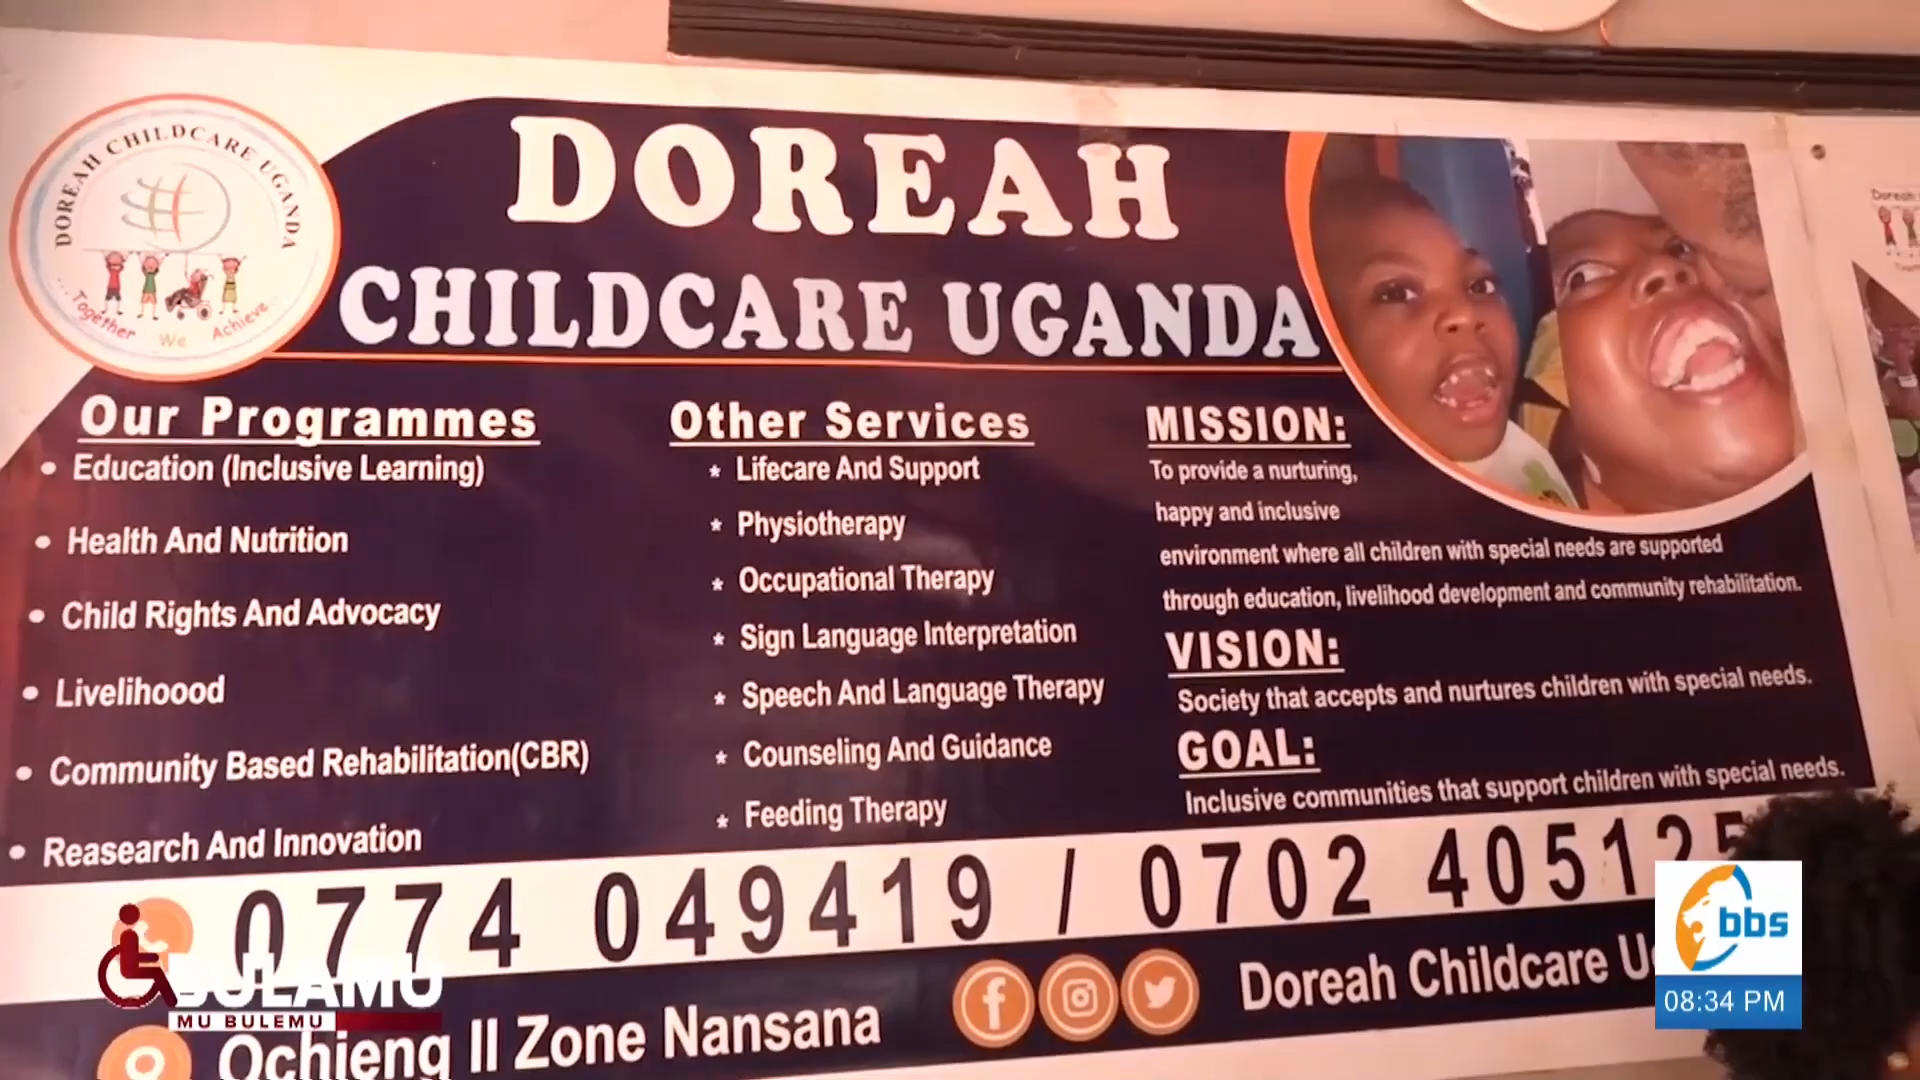 DOREAH CHILDCARE UGANDA
...Together We Achieve...
DOREAH
CHILDCARE UGANDA
Our Programmes
• Education (Inclusive Learning)
• Health And Nutrition
• Child Rights And Advocacy
• Livelihoood
• Community Based Rehabilitation(CBR)
• Reasearch And Innovation
Other Services
* Lifecare And Support
* Physiotherapy
* Occupational Therapy
* Sign Language Interpretation
* Speech And Language Therapy
* Counseling And Guidance
* Feeding Therapy
MISSION:
To provide a nurturing,
happy and inclusive
environment where all children with special needs are supported
through education, livelihood development and community rehabilitation.
VISION:
Society that accepts and nurtures children with special needs.
GOAL:
Inclusive communities that support children with special needs.
0774 049419 / 0702 405125
Ochieng II Zone Nansana
Doreah Childcare
BULAMU
MU BULEMU
bbs
08:34 PM
Doreah